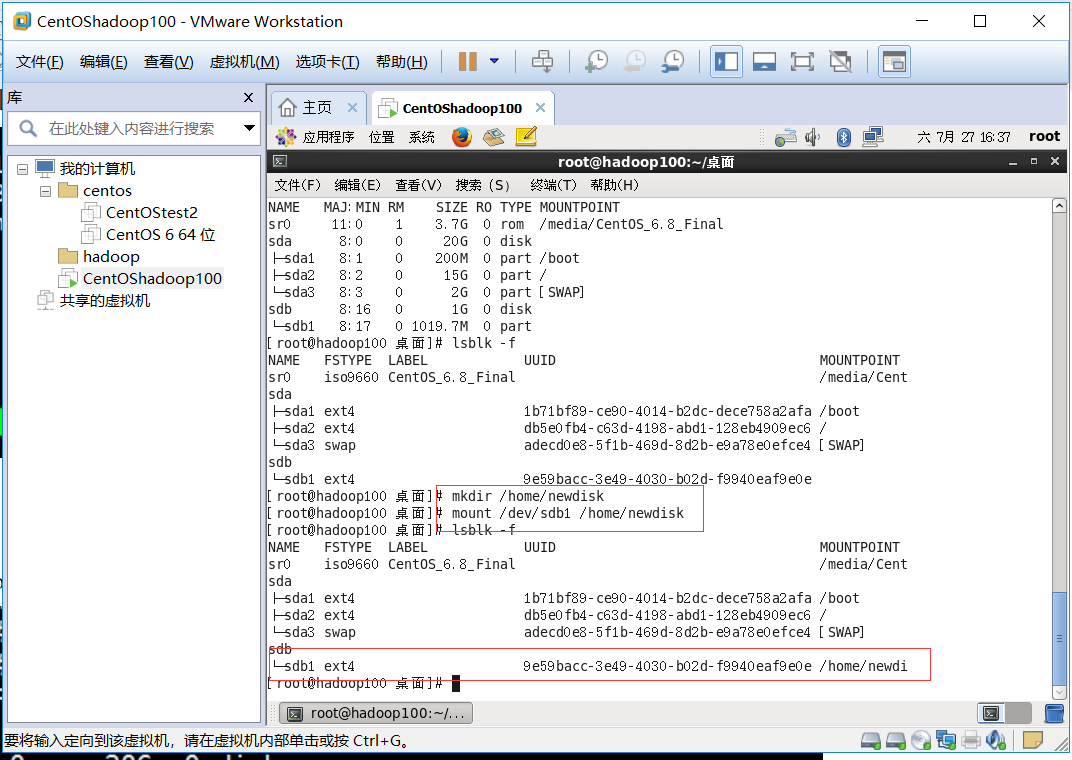 CentOShadoop100 - VMware Workstation
文件(F) 编辑(E) 查看(V) 虚拟机(M) 选项卡(T) 帮助(H)
库
主页
CentOShadoop100
在此处键入内容进行搜索
应用程序 位置 系统
六 7月 27 16:37 root
root@hadoop100:~/桌面
文件(F) 编辑(E) 查看(V) 搜索 (S) 终端(T) 帮助(H)
我的计算机
centos
CentOStest2
CentOS 6 64 位
hadoop
CentOShadoop100
共享的虚拟机
NAME MAJ:MIN RM SIZE RO TYPE MOUNTPOINT
sr0 11:0 1 3.7G 0 rom /media/CentOS_6.8_Final
sda 8:0 0 20G 0 disk
├─sda1 8:1 0 200M 0 part /boot
├─sda2 8:2 0 15G 0 part /
└─sda3 8:3 0 2G 0 part [SWAP]
sdb 8:16 0 1G 0 disk
└─sdb1 8:17 0 1019.7M 0 part
[root@hadoop100 桌面]# lsblk -f
NAME FSTYPE LABEL UUID MOUNTPOINT
sr0 iso9660 CentOS_6.8_Final /media/Cent
sda
├─sda1 ext4 1b71bf89-ce90-4014-b2dc-dece758a2afa /boot
├─sda2 ext4 db5e0fb4-c63d-4198-abd1-128eb4909ec6 /
└─sda3 swap adecd0e8-5f1b-469d-8d2b-e9a78e0efce4 [SWAP]
sdb
└─sdb1 ext4 9e59bacc-3e49-4030-b02d-f9940eaf9e0e
[root@hadoop100 桌面]# mkdir /home/newdisk
[root@hadoop100 桌面]# mount /dev/sdb1 /home/newdisk
[root@hadoop100 桌面]# lsblk -f
NAME FSTYPE LABEL UUID MOUNTPOINT
sr0 iso9660 CentOS_6.8_Final /media/Cent
sda
├─sda1 ext4 1b71bf89-ce90-4014-b2dc-dece758a2afa /boot
├─sda2 ext4 db5e0fb4-c63d-4198-abd1-128eb4909ec6 /
└─sda3 swap adecd0e8-5f1b-469d-8d2b-e9a78e0efce4 [SWAP]
sdb
└─sdb1 ext4 9e59bacc-3e49-4030-b02d-f9940eaf9e0e /home/newdi
[root@hadoop100 桌面]#
root@hadoop100:~/...
要将输入定向到该虚拟机，请在虚拟机内部单击或按 Ctrl+G。